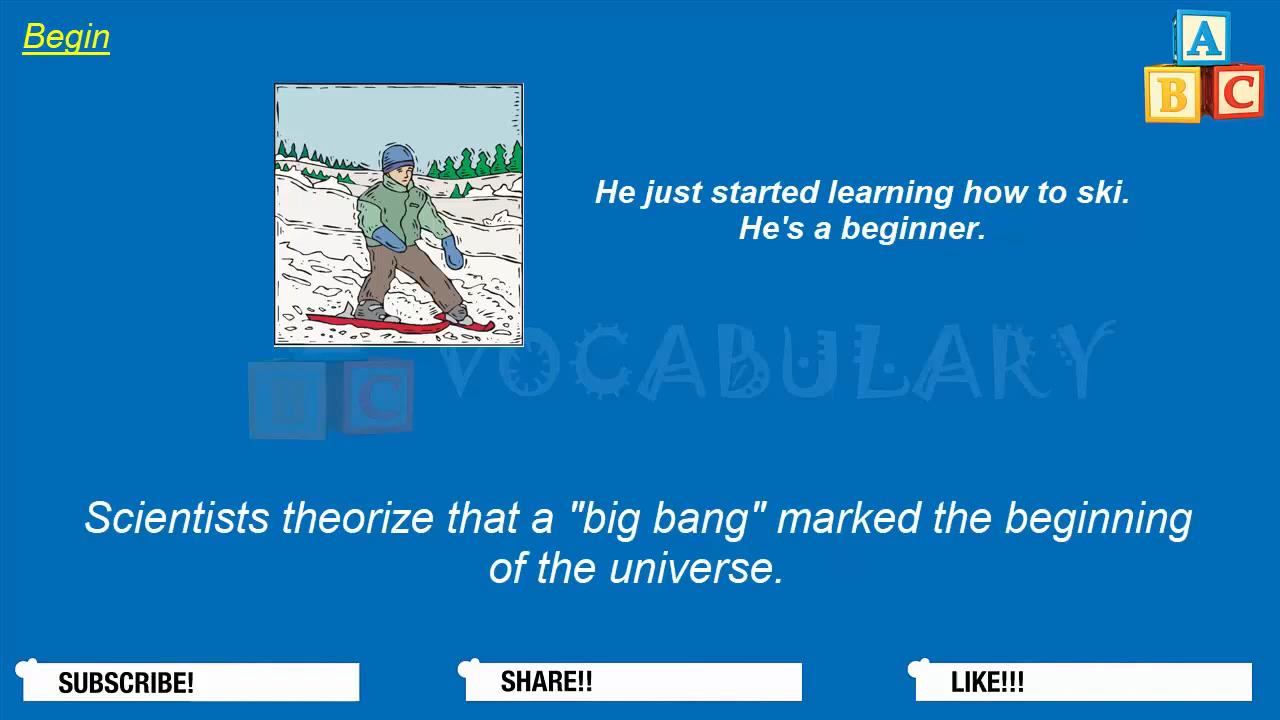 Begin
A
B C
He just started learning how to ski.
He's a beginner.
B C VOCABULARY
Scientists theorize that a "big bang" marked the beginning
of the universe.
SUBSCRIBE!
SHARE!!
LIKE!!!